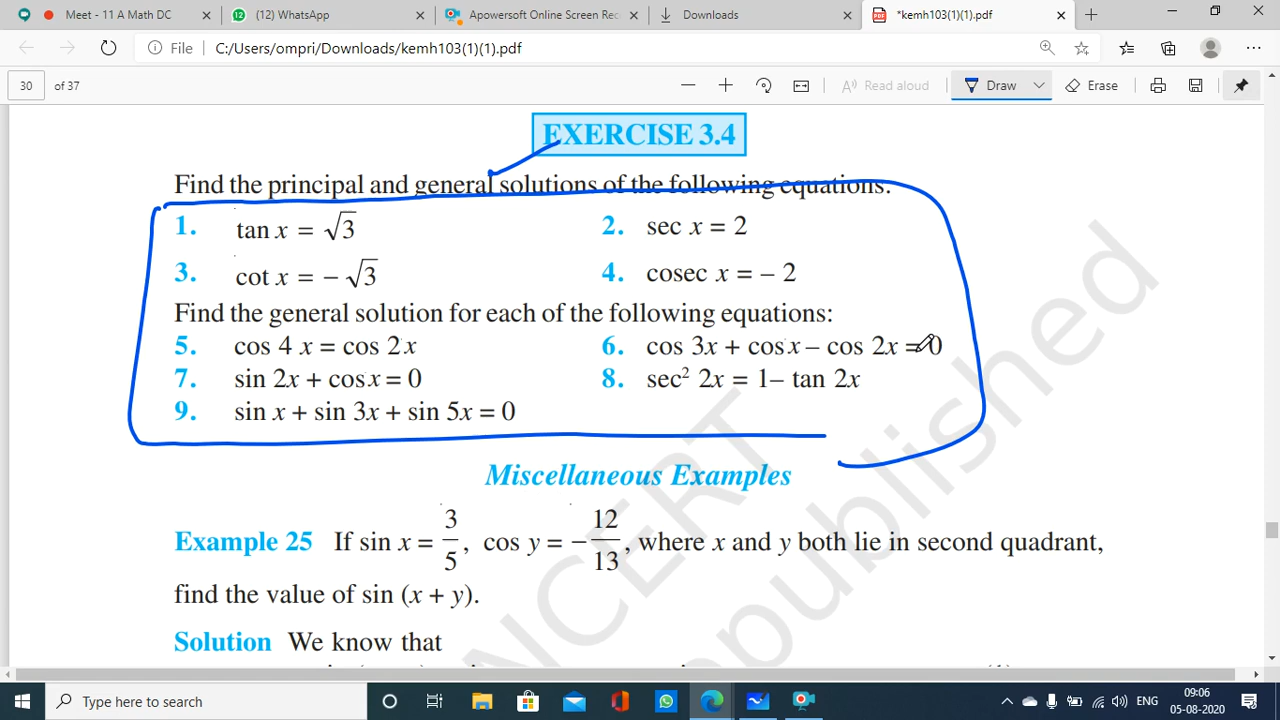 Meet - 11 A Math DC
(12) WhatsApp
Apowersoft Online Screen Rec
Downloads
*kemh103(1)(1).pdf
File C:/Users/ompri/Downloads/kemh103(1)(1).pdf
30 of 37 Read aloud Draw Erase
EXERCISE 3.4
Find the principal and general solutions of the following equations:
1. tan x = √3 2. sec x = 2
3. cot x = – √3 4. cosec x = – 2
Find the general solution for each of the following equations:
5. cos 4 x = cos 2 x 6. cos 3x + cos x – cos 2x = 0
7. sin 2x + cos x = 0 8. sec² 2x = 1– tan 2x
9. sin x + sin 3x + sin 5x = 0
Miscellaneous Examples
Example 25 If sin x = 3/5, cos y = – 12/13, where x and y both lie in second quadrant,
find the value of sin (x + y).
Solution We know that
NCERT
published
Type here to search
ENG
09:06
05-08-2020